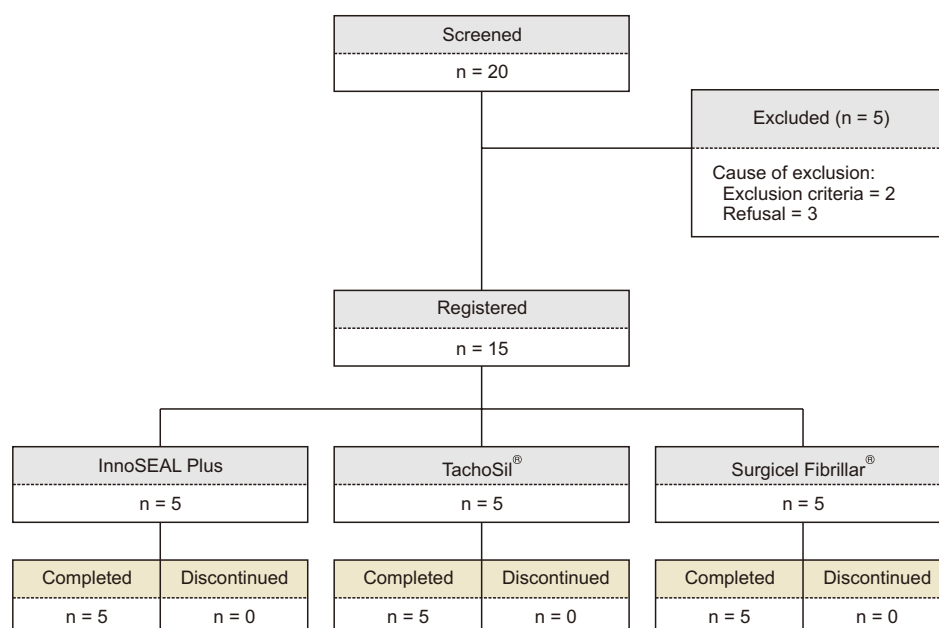 Screened
n = 20
Excluded (n = 5)
Cause of exclusion:
Exclusion criteria = 2
Refusal = 3
Registered
n = 15
InnoSEAL Plus
n = 5
TachoSil®
n = 5
Surgicel Fibrillar®
n = 5
Completed
Discontinued
n = 5
n = 0
Completed
Discontinued
n = 5
n = 0
Completed
Discontinued
n = 5
n = 0